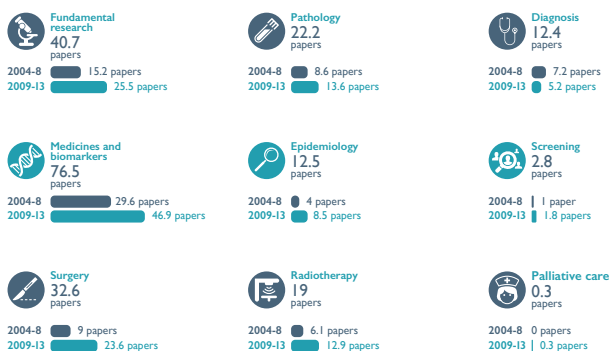 Fundamental
research
40.7
papers
2004-8 15.2 papers
2009-13 25.5 papers
Pathology
22.2
papers
2004-8 8.6 papers
2009-13 13.6 papers
Diagnosis
12.4
papers
2004-8 7.2 papers
2009-13 5.2 papers
Medicines and
biomarkers
76.5
papers
2004-8 29.6 papers
2009-13 46.9 papers
Epidemiology
12.5
papers
2004-8 4 papers
2009-13 8.5 papers
Screening
2.8
papers
2004-8 1 paper
2009-13 1.8 papers
Surgery
32.6
papers
2004-8 9 papers
2009-13 23.6 papers
Radiotherapy
19
papers
2004-8 6.1 papers
2009-13 12.9 papers
Palliative care
0.3
papers
2004-8 0 papers
2009-13 0.3 papers